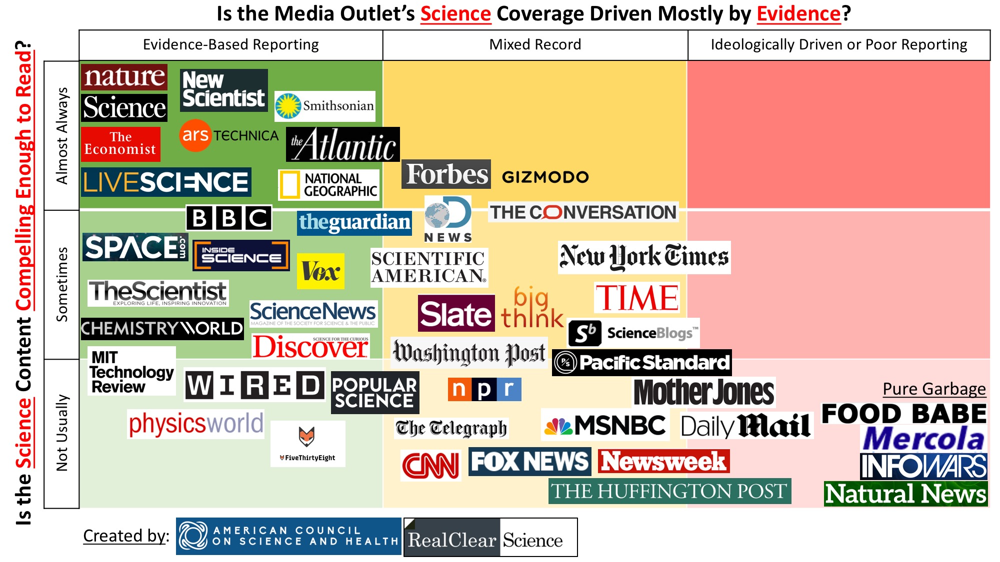 Is the Media Outlet's Science Coverage Driven Mostly by Evidence?
Is the Science Content Compelling Enough to Read?
Evidence-Based Reporting
Mixed Record
Ideologically Driven or Poor Reporting
Almost Always
nature
New
Scientist
Science
Smithsonian
The
Economist
ars TECHNICA
the Atlantic
LIVESCIENCE
NATIONAL
GEOGRAPHIC
Forbes
GIZMODO
Sometimes
BBC
theguardian
D
NEWS
THE CONVERSATION
SPACE.com
INSIDE
SCIENCE
Vox
SCIENTIFIC
AMERICAN®
New York Times
TheScientist
EXPLORING LIFE, INSPIRING INNOVATION
ScienceNews
MAGAZINE OF THE SOCIETY FOR SCIENCE & THE PUBLIC
Slate
big
think
TIME
CHEMISTRY WORLD
SCIENCE FOR THE CURIOUS
Discover
Washington Post
Sb ScienceBlogs™
P/S Pacific Standard
Not Usually
MIT
Technology
Review
WIRED
POPULAR
SCIENCE
npr
Mother Jones
Pure Garbage
physicsworld
FiveThirtyEight
The Telegraph
MSNBC
Daily Mail
FOOD BABE
Mercola
CNN
FOX NEWS
Newsweek
INFOWARS
THE HUFFINGTON POST
Natural News
Created by:
AMERICAN COUNCIL
ON SCIENCE AND HEALTH
RealClear Science